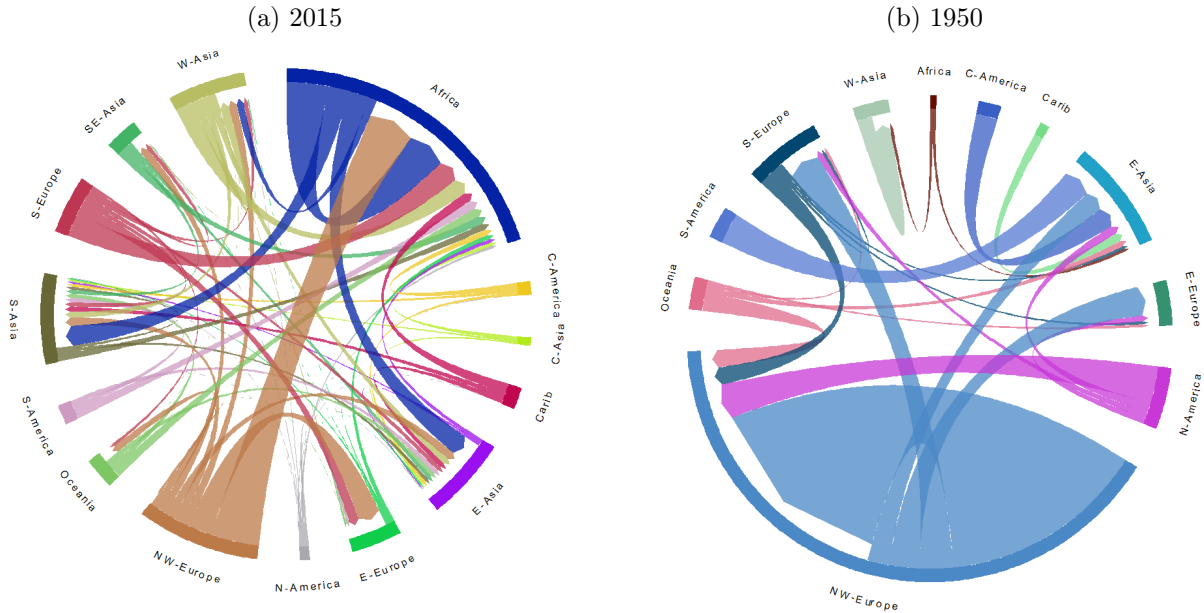 (a) 2015
(b) 1950
W-Asia
Africa
SE-Asia
S-Europe
S-Asia
S-America
Oceania
NW-Europe
N-America
E-Europe
E-Asia
Carib
C-Asia
C-America
W-Asia
Africa
C-America
Carib
E-Asia
E-Europe
N-America
NW-Europe
Oceania
S-America
S-Europe